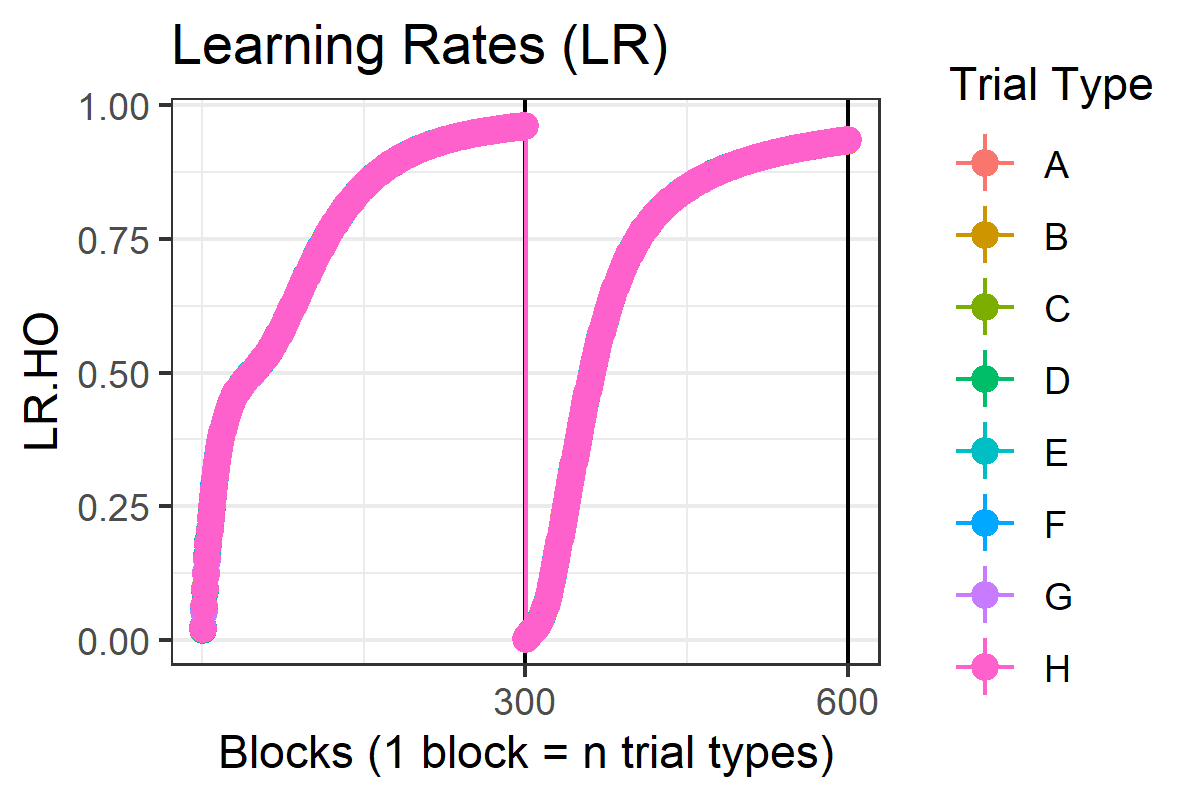 Learning Rates (LR)
LR.HO
1.00
0.75
0.50
0.25
0.00
300
600
Blocks (1 block = n trial types)
Trial Type
A
B
C
D
E
F
G
H